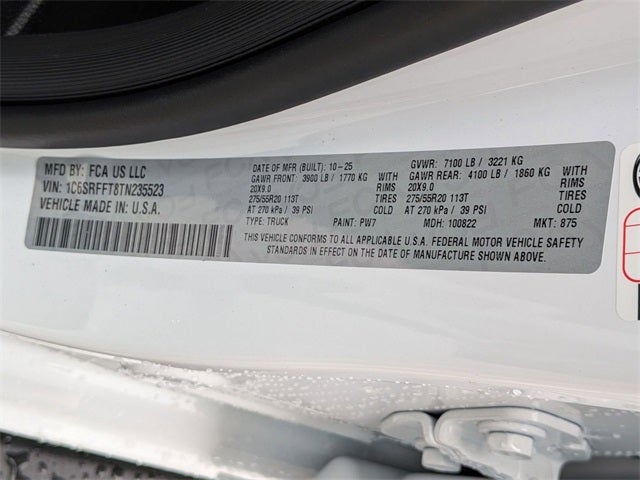 MFD BY: FCA US LLC
VIN: 1C6SRFFT8TN235523
VEHICLE MADE IN U.S.A.
DATE OF MFR (BUILT): 10-25 GVWR: 7100 LB / 3221 KG
GAWR FRONT: 3900 LB / 1770 KG WITH GAWR REAR: 4100 LB / 1860 KG WITH
20X9.0 RIMS 20X9.0 RIMS
275/55R20 113T TIRES 275/55R20 113T TIRES
AT 270 kPa / 39 PSI COLD AT 270 kPa / 39 PSI COLD
TYPE: TRUCK PAINT: PW7 MDH: 100822 MKT: 875
THIS VEHICLE CONFORMS TO ALL APPLICABLE U.S.A. FEDERAL MOTOR VEHICLE SAFETY
STANDARDS IN EFFECT ON THE DATE OF MANUFACTURE SHOWN ABOVE.